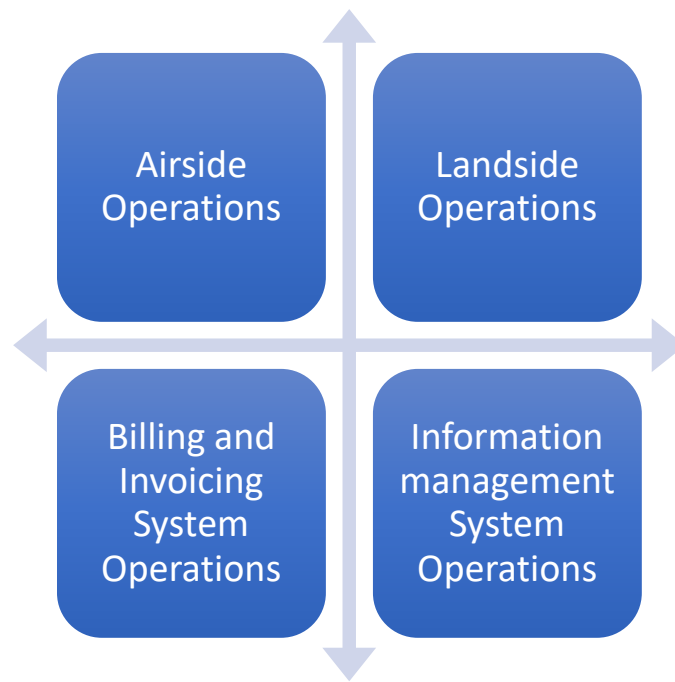 Airside
Operations
Landside
Operations
Billing and
Invoicing
System
Operations
Information
management
System
Operations